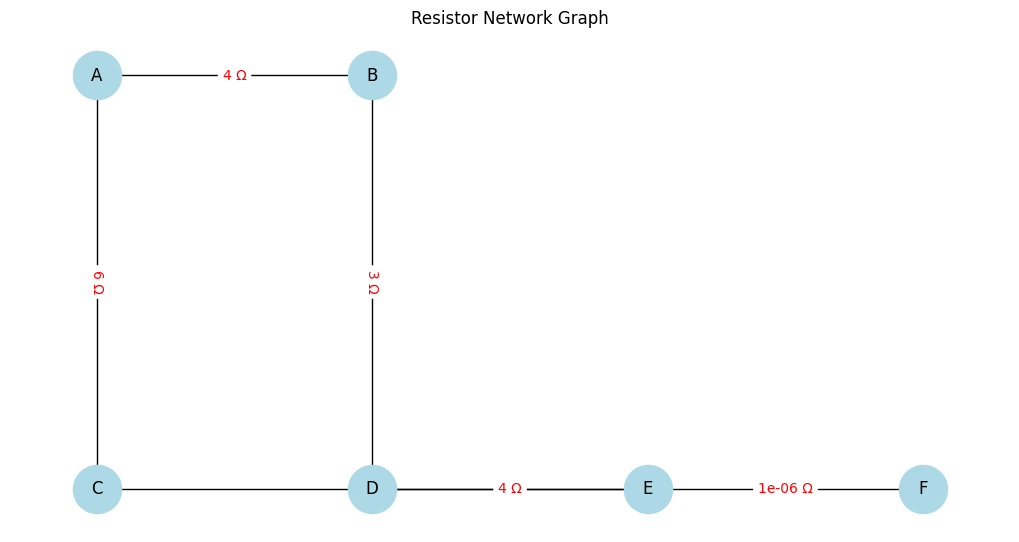 Resistor Network Graph
A 4 Ω B
6 Ω 3 Ω
C D 4 Ω E 1e-06 Ω F